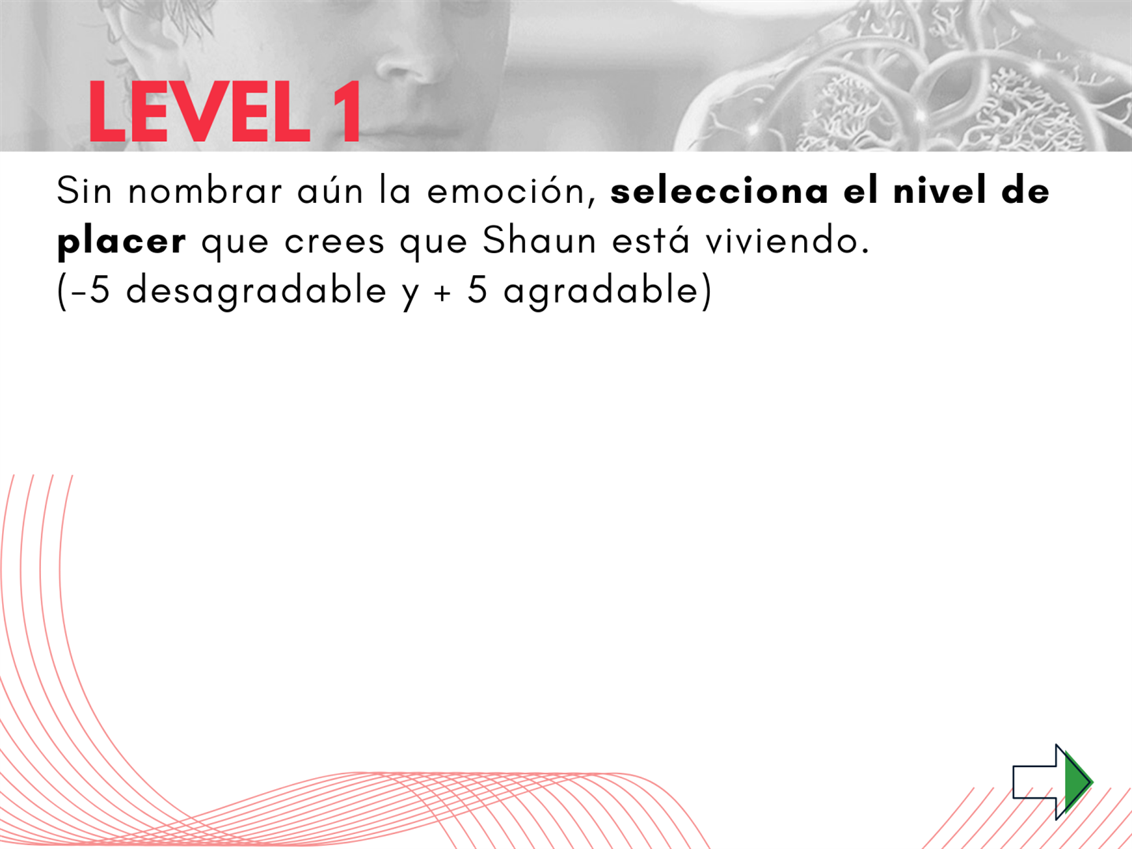 LEVEL 1
Sin nombrar aún la emoción, selecciona el nivel de
placer que crees que Shaun está viviendo.
(-5 desagradable y + 5 agradable)